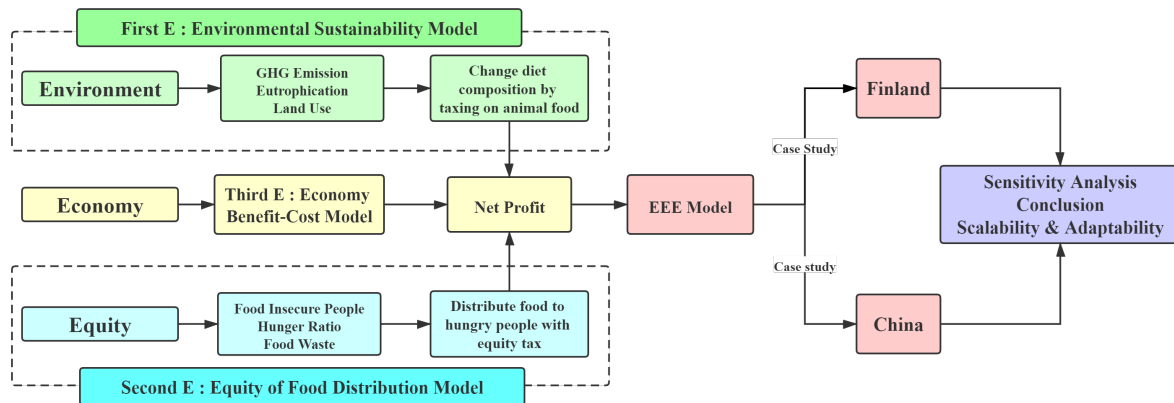 First E : Environmental Sustainability Model
Environment
GHG Emission
Eutrophication
Land Use
Change diet
composition by
taxing on animal food
Economy
Third E : Economy
Benefit-Cost Model
Net Profit
EEE Model
Equity
Food Insecure People
Hunger Ratio
Food Waste
Distribute food to
hungry people with
equity tax
Second E : Equity of Food Distribution Model
Case Study
Finland
Case study
China
Sensitivity Analysis
Conclusion
Scalability & Adaptability